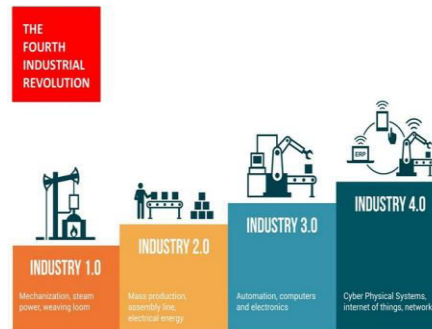 THE
FOURTH
INDUSTRIAL
REVOLUTION
ERP
INDUSTRY 1.0
Mechanization, steam
power, weaving loom
INDUSTRY 2.0
Mass production,
assembly line,
electrical energy
INDUSTRY 3.0
Automation, computers
and electronics
INDUSTRY 4.0
Cyber Physical Systems,
internet of things, network